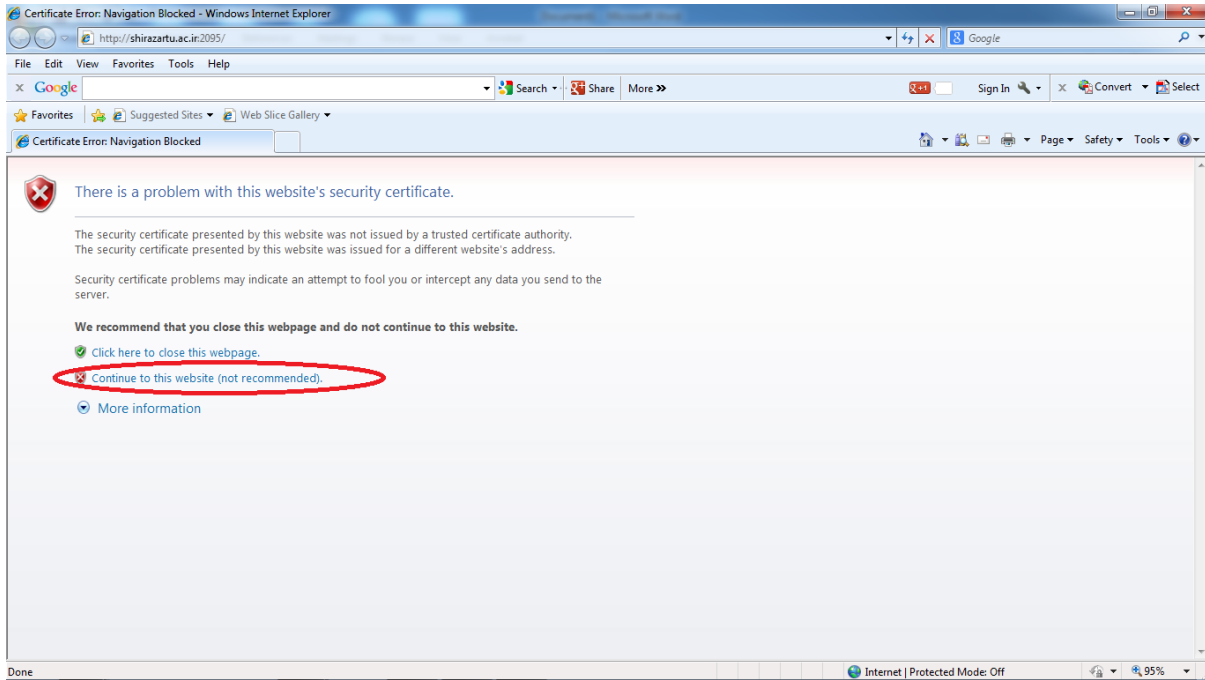 Certificate Error: Navigation Blocked - Windows Internet Explorer
http://shirazartu.ac.ir:2095/
Google
File Edit View Favorites Tools Help
x Google Search Share More »
g+1 Sign In x Convert Select
Favorites Suggested Sites Web Slice Gallery
Certificate Error: Navigation Blocked
Page Safety Tools
There is a problem with this website's security certificate.
The security certificate presented by this website was not issued by a trusted certificate authority.
The security certificate presented by this website was issued for a different website's address.
Security certificate problems may indicate an attempt to fool you or intercept any data you send to the
server.
We recommend that you close this webpage and do not continue to this website.
Click here to close this webpage.
Continue to this website (not recommended).
More information
Done
Internet | Protected Mode: Off
95%